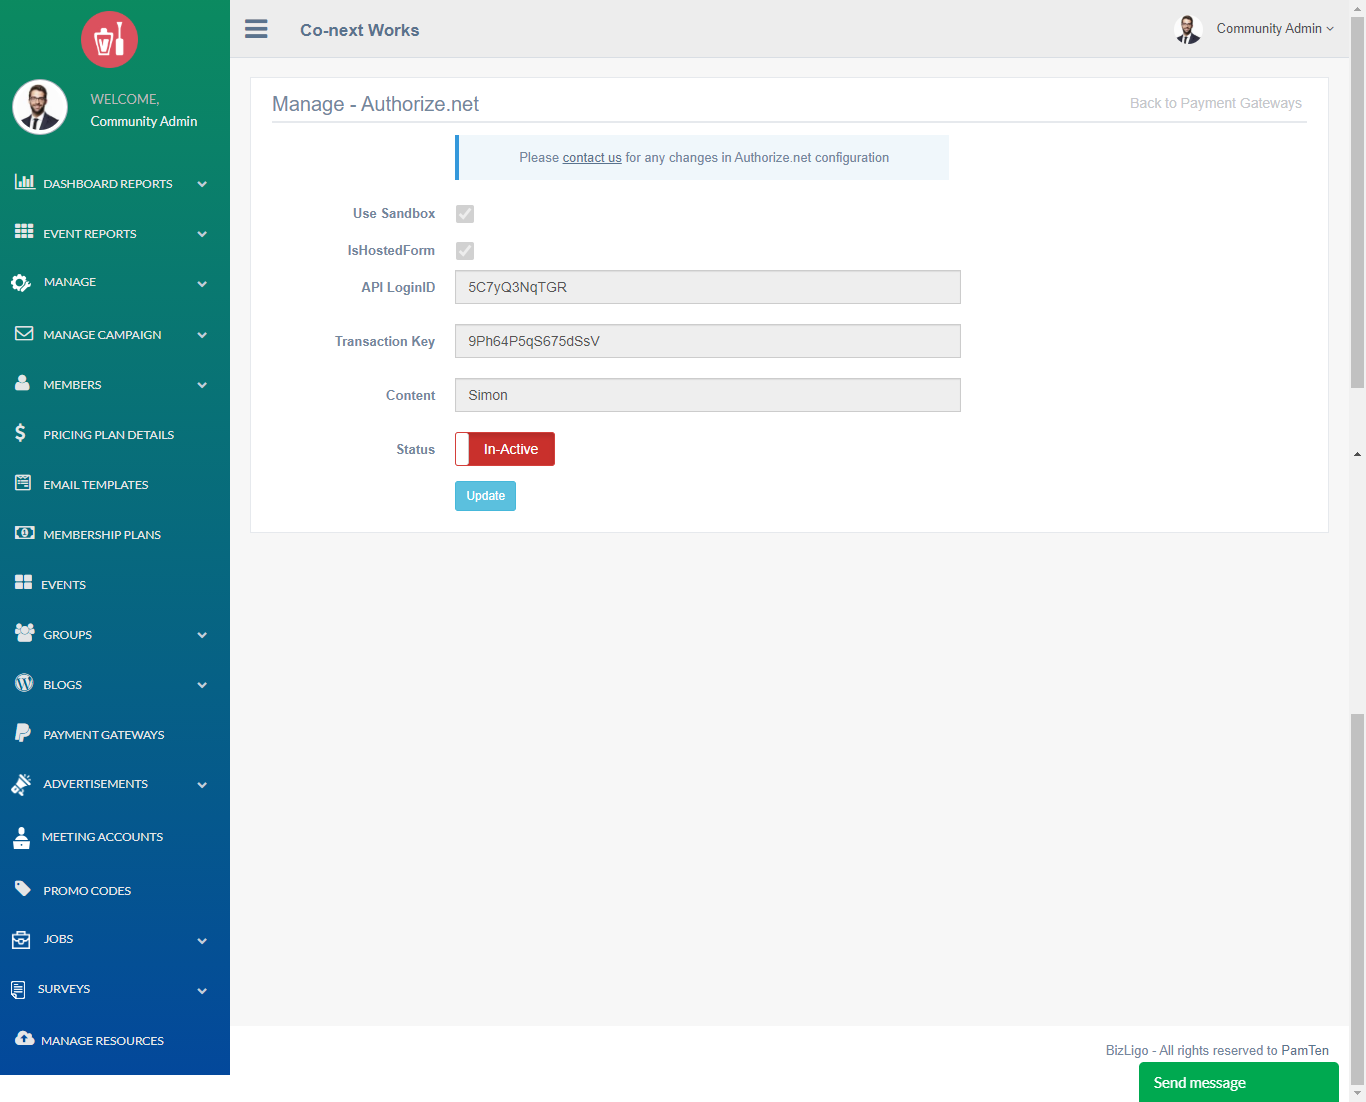 Co-next Works
Community Admin
WELCOME,
Community Admin
DASHBOARD REPORTS
EVENT REPORTS
MANAGE
MANAGE CAMPAIGN
MEMBERS
PRICING PLAN DETAILS
EMAIL TEMPLATES
MEMBERSHIP PLANS
EVENTS
GROUPS
BLOGS
PAYMENT GATEWAYS
ADVERTISEMENTS
MEETING ACCOUNTS
PROMO CODES
JOBS
SURVEYS
MANAGE RESOURCES
Manage - Authorize.net
Back to Payment Gateways
Please contact us for any changes in Authorize.net configuration
Use Sandbox
IsHostedForm
API LoginID 5C7yQ3NqTGR
Transaction Key 9Ph64P5qS675dSsV
Content Simon
Status In-Active
Update
BizLigo - All rights reserved to PamTen
Send message